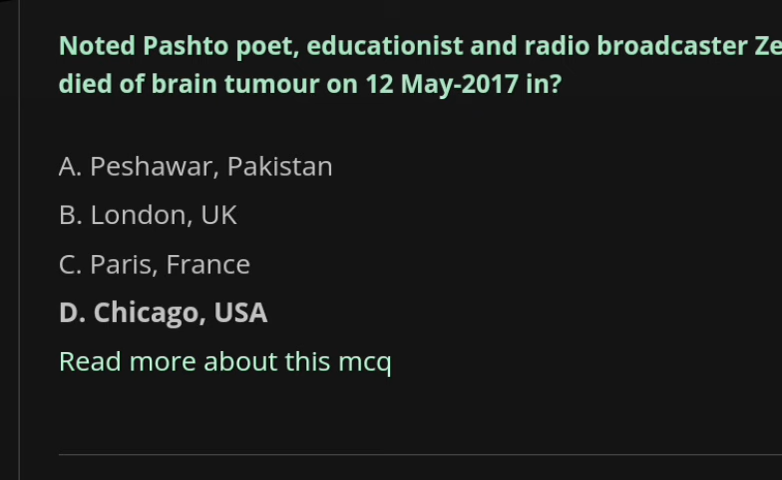 Noted Pashto poet, educationist and radio broadcaster Ze
died of brain tumour on 12 May-2017 in?
A. Peshawar, Pakistan
B. London, UK
C. Paris, France
D. Chicago, USA
Read more about this mcq